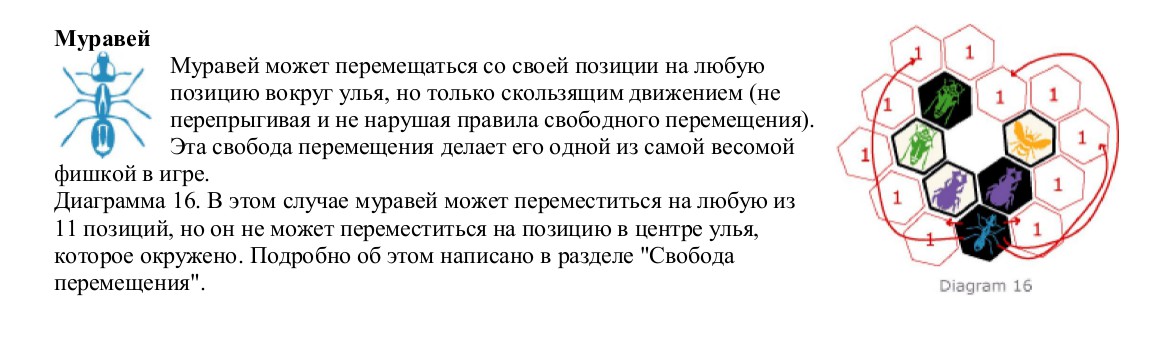 Муравей
Муравей может перемещаться со своей позиции на любую
позицию вокруг улья, но только скользящим движением (не
перепрыгивая и не нарушая правила свободного перемещения).
Эта свобода перемещения делает его одной из самой весомой
фишкой в игре.
Диаграмма 16. В этом случае муравей может переместиться на любую из
11 позиций, но он не может переместиться на позицию в центре улья,
которое окружено. Подробно об этом написано в разделе "Свобода
перемещения".
1 1
1 1 1
1
1
1 1
1 1
Diagram 16